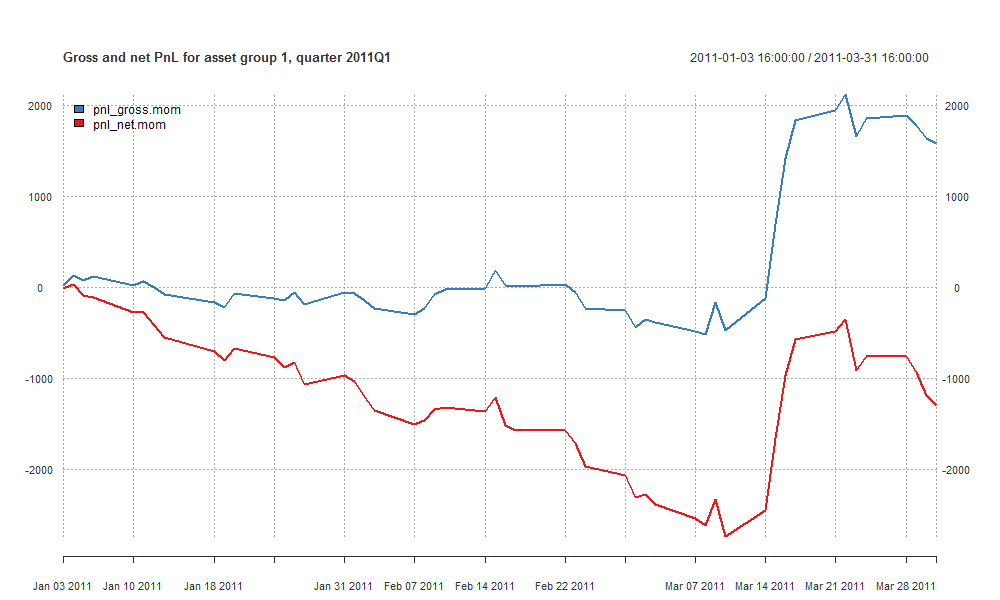 Gross and net PnL for asset group 1, quarter 2011Q1
2011-01-03 16:00:00 / 2011-03-31 16:00:00
pnl_gross.mom
pnl_net.mom
2000
1000
0
-1000
-2000
2000
1000
0
-1000
-2000
Jan 03 2011 Jan 10 2011 Jan 18 2011 Jan 31 2011 Feb 07 2011 Feb 14 2011 Feb 22 2011 Mar 07 2011 Mar 14 2011 Mar 21 2011 Mar 28 2011